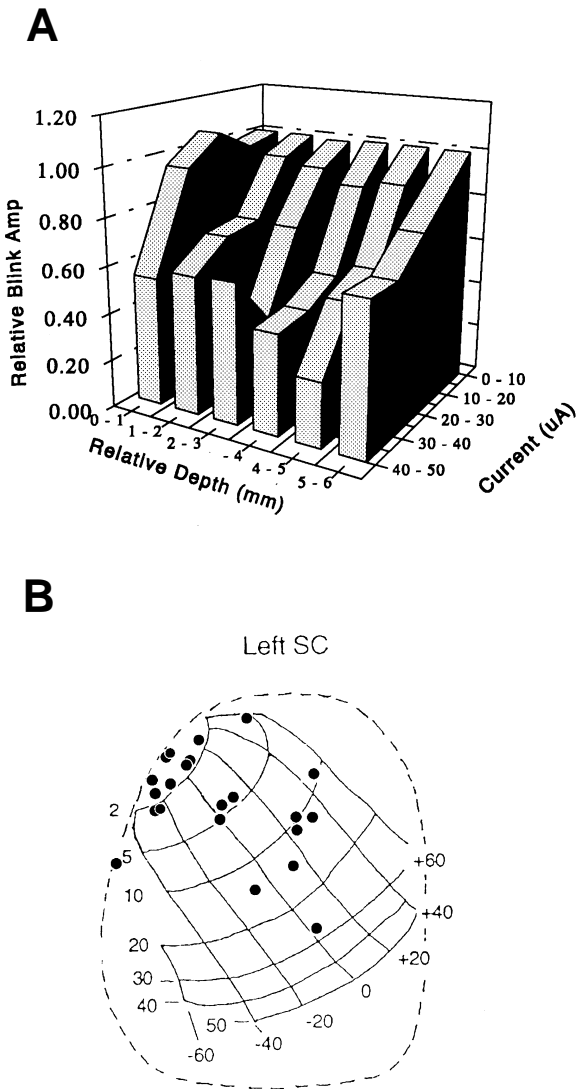 A
Relative Blink Amp
1.20
1.00
0.80
0.60
0.40
0.20
0.00
0 - 1
1 - 2
2 - 3
- 4
4 - 5
5 - 6
Relative Depth (mm)
0 - 10
10 - 20
20 - 30
30 - 40
40 - 50
Current (uA)
B
Left SC
2
5
10
20
30
40
50
-60
-40
-20
0
+20
+40
+60